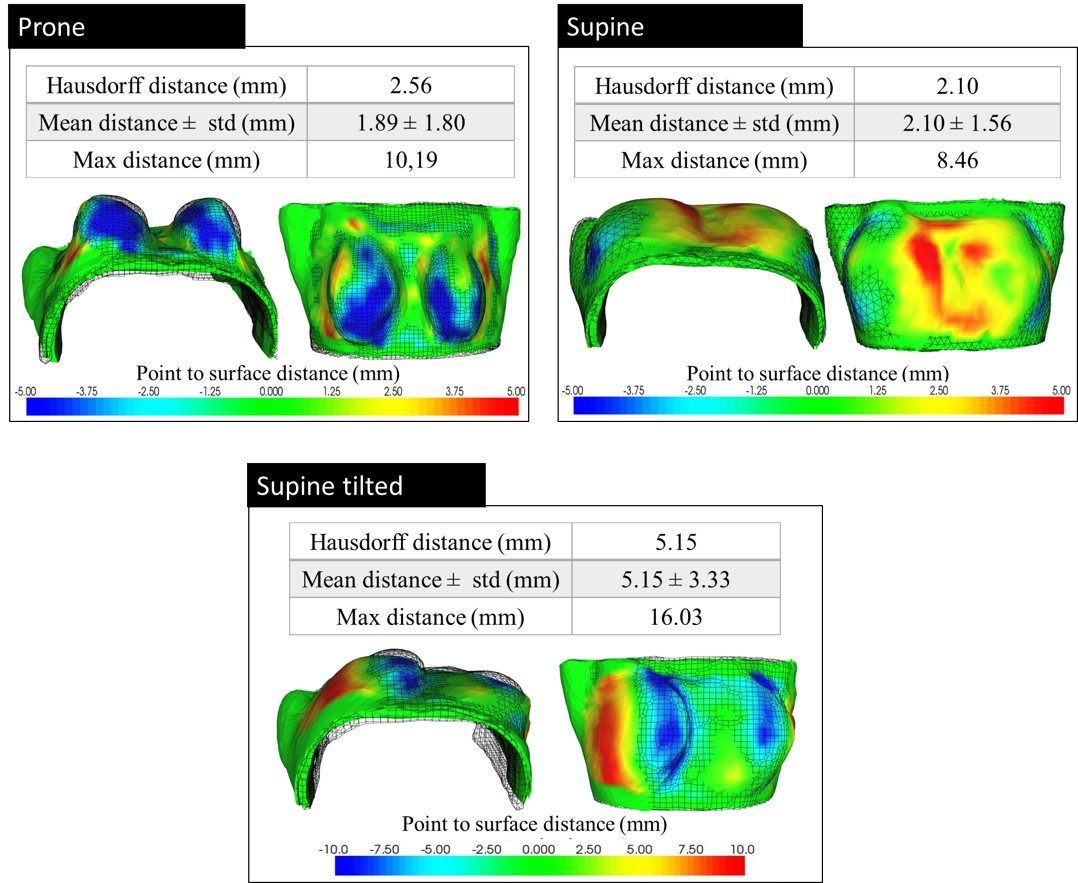 Prone
Hausdorff distance (mm) 2.56
Mean distance ± std (mm) 1.89 ± 1.80
Max distance (mm) 10,19
Point to surface distance (mm)
-5.00 -3.75 -2.50 -1.25 0.000 1.25 2.50 3.75 5.00
Supine
Hausdorff distance (mm) 2.10
Mean distance ± std (mm) 2.10 ± 1.56
Max distance (mm) 8.46
Point to surface distance (mm)
-5.00 -3.75 -2.50 -1.25 0.000 1.25 2.50 3.75 5.00
Supine tilted
Hausdorff distance (mm) 5.15
Mean distance ± std (mm) 5.15 ± 3.33
Max distance (mm) 16.03
Point to surface distance (mm)
-10.0 -7.50 -5.00 -2.50 0.000 2.50 5.00 7.50 10.0